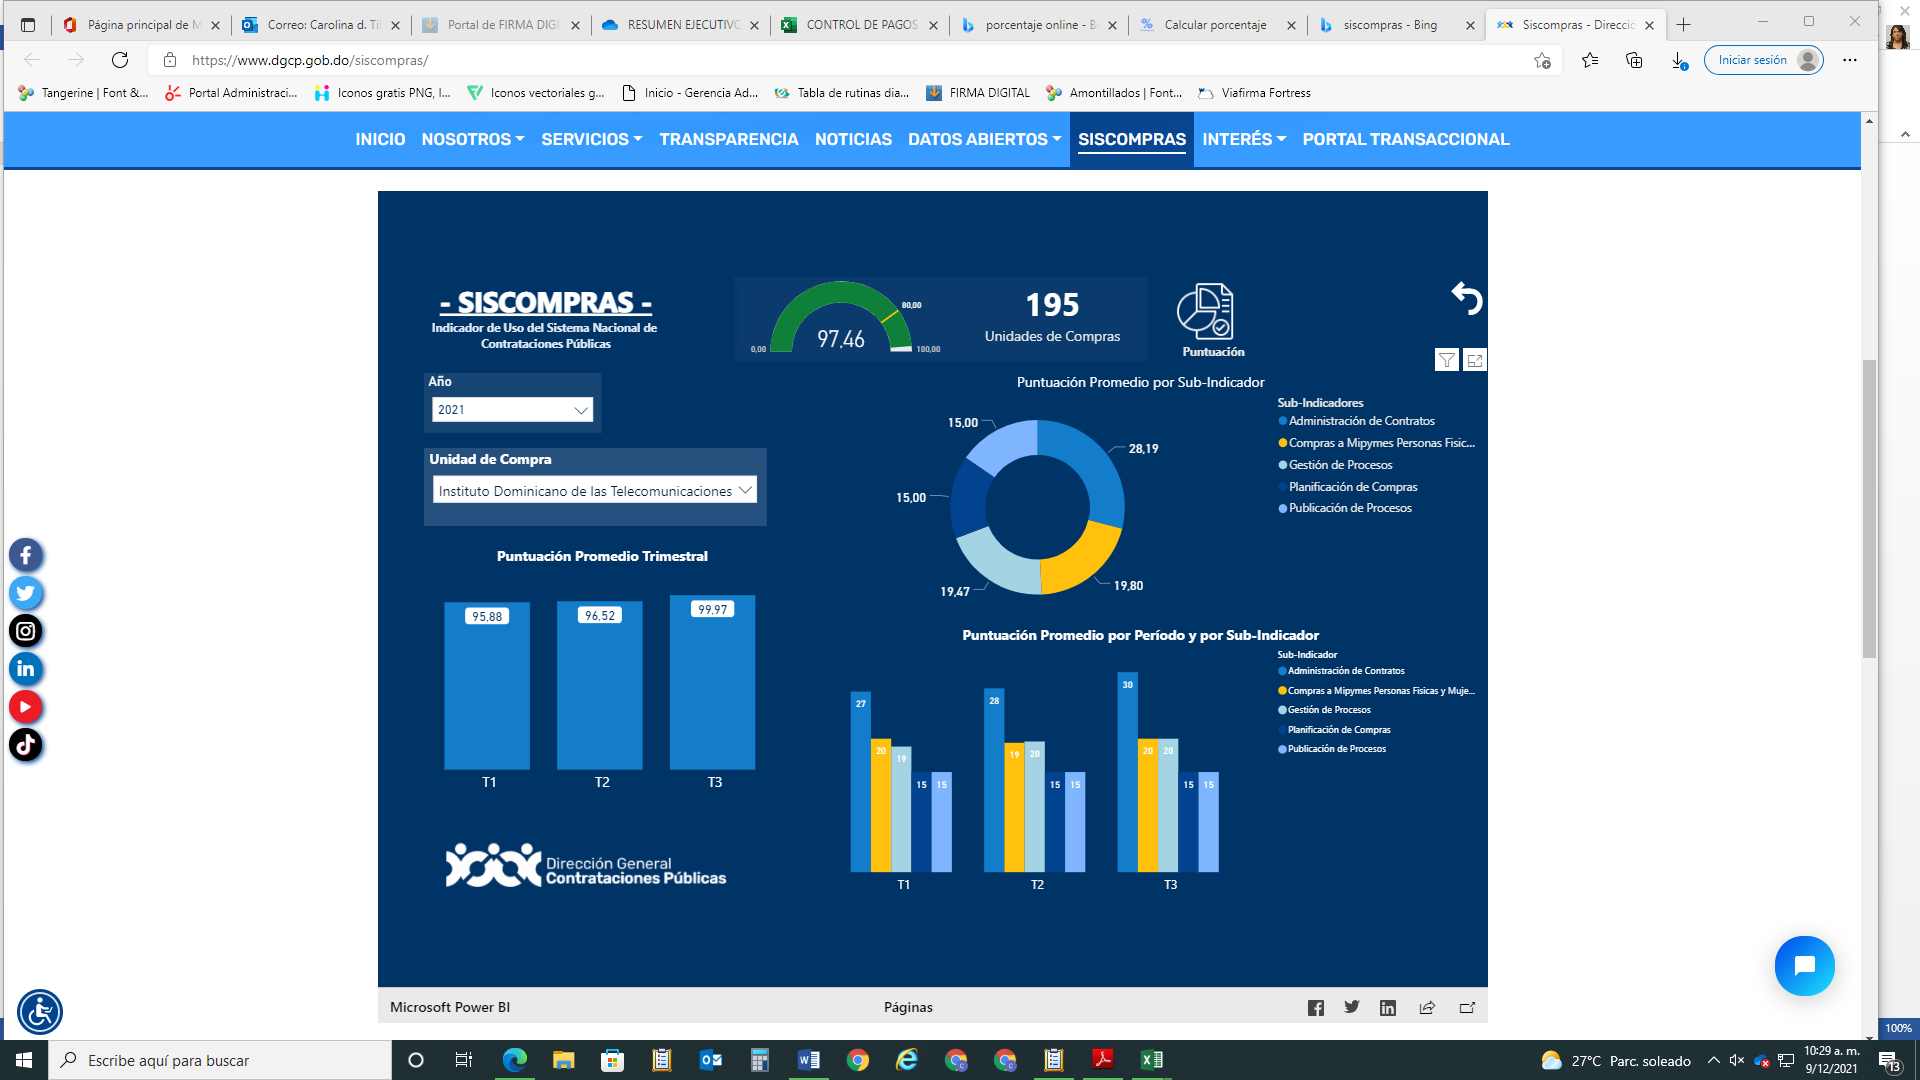 Página principal de M
Correo: Carolina d. Til
Portal de FIRMA DIGI
RESUMEN EJECUTIVO
CONTROL DE PAGOS
porcentaje online - B
Calcular porcentaje
siscompras - Bing
Siscompras - Direcció
https://www.dgcp.gob.do/siscompras/
Iniciar sesión
Tangerine | Font &...
Portal Administraci...
Iconos gratis PNG, I...
Iconos vectoriales g...
Inicio - Gerencia Ad...
Tabla de rutinas dia...
FIRMA DIGITAL
Amontillados | Font...
Viafirma Fortress
INICIO
NOSOTROS
SERVICIOS
TRANSPARENCIA
NOTICIAS
DATOS ABIERTOS
SISCOMPRAS
INTERÉS
PORTAL TRANSACCIONAL
- SISCOMPRAS -
Indicador de Uso del Sistema Nacional de
Contrataciones Públicas
80,00
97,46
0,00
100,00
195
Unidades de Compras
Puntuación
Año
2021
Unidad de Compra
Instituto Dominicano de las Telecomunicaciones
Puntuación Promedio Trimestral
95,88
96,52
99,97
T1
T2
T3
Puntuación Promedio por Sub-Indicador
15,00
28,19
15,00
19,47
19,80
Sub-Indicadores
Administración de Contratos
Compras a Mipymes Personas Fisic...
Gestión de Procesos
Planificación de Compras
Publicación de Procesos
Puntuación Promedio por Período y por Sub-Indicador
Sub-Indicador
Administración de Contratos
Compras a Mipymes Personas Fisicas y Muje...
Gestión de Procesos
Planificación de Compras
Publicación de Procesos
27
20
19
15
15
28
19
20
15
15
30
20
20
15
15
T1
T2
T3
Dirección General
Contrataciones Públicas
Microsoft Power BI
Páginas
100%
Escribe aquí para buscar
27°C Parc. soleado
10:29 a. m.
9/12/2021
13